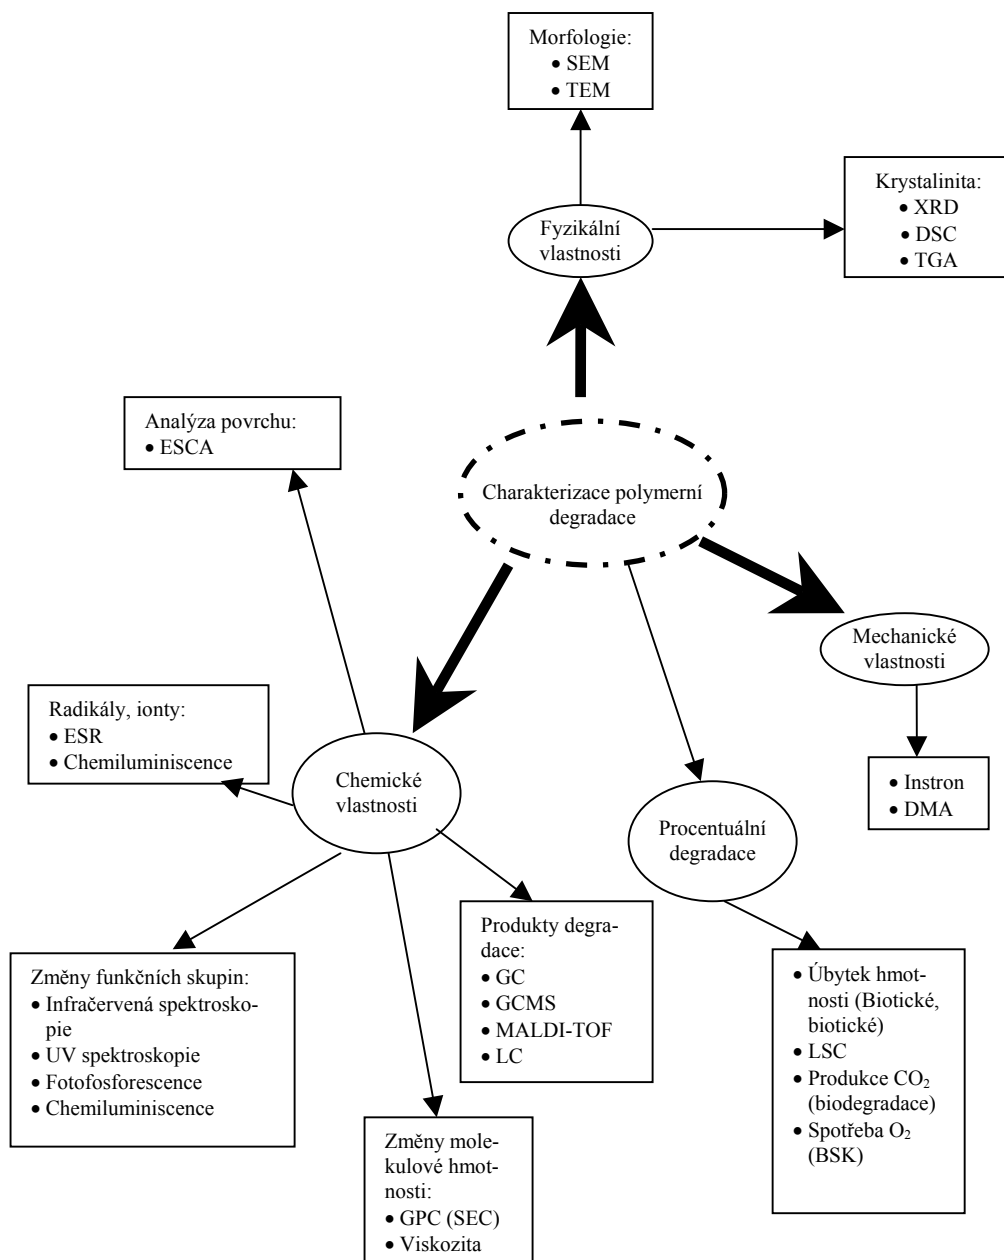 Morfologie:
• SEM
• TEM
Krystalinita:
• XRD
• DSC
• TGA
Fyzikální
vlastnosti
Analýza povrchu:
• ESCA
Charakterizace polymerní
degradace
Mechanické
vlastnosti
Radikály, ionty:
• ESR
• Chemiluminiscence
Chemické
vlastnosti
• Instron
• DMA
Procentuální
degradace
Produkty degra-
dace:
• GC
• GCMS
• MALDI-TOF
• LC
Změny funkčních skupin:
• Infračervená spektrosko-
pie
• UV spektroskopie
• Fotofosforescence
• Chemiluminiscence
• Úbytek hmot-
nosti (Biotické,
biotické)
• LSC
• Produkce CO₂
(biodegradace)
• Spotřeba O₂
(BSK)
Změny mole-
kulové hmot-
nosti:
• GPC (SEC)
• Viskozita